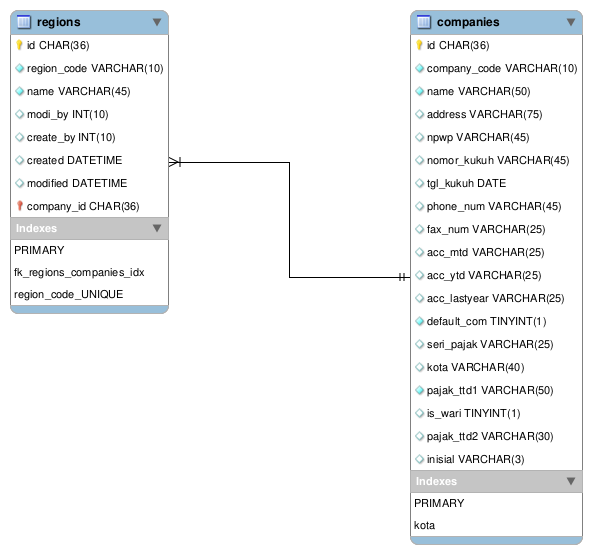 regions
id CHAR(36)
region_code VARCHAR(10)
name VARCHAR(45)
modi_by INT(10)
create_by INT(10)
created DATETIME
modified DATETIME
company_id CHAR(36)
Indexes
PRIMARY
fk_regions_companies_idx
region_code_UNIQUE
companies
id CHAR(36)
company_code VARCHAR(10)
name VARCHAR(50)
address VARCHAR(75)
npwp VARCHAR(45)
nomor_kukuh VARCHAR(45)
tgl_kukuh DATE
phone_num VARCHAR(45)
fax_num VARCHAR(25)
acc_mtd VARCHAR(25)
acc_ytd VARCHAR(25)
acc_lastyear VARCHAR(25)
default_com TINYINT(1)
seri_pajak VARCHAR(25)
kota VARCHAR(40)
pajak_ttd1 VARCHAR(50)
is_wari TINYINT(1)
pajak_ttd2 VARCHAR(30)
inisial VARCHAR(3)
Indexes
PRIMARY
kota